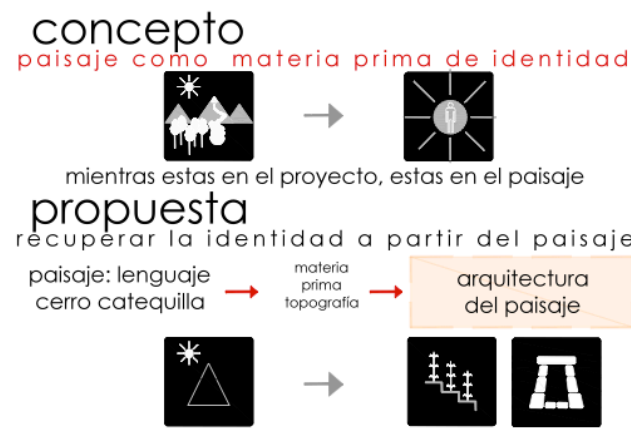 concepto
paisaje como materia prima de identidad
mientras estas en el proyecto, estas en el paisaje
propuesta
recuperar la identidad a partir del paisaje
paisaje: lenguaje
cerro catequilla
materia
prima
topografía
arquitectura
del paisaje